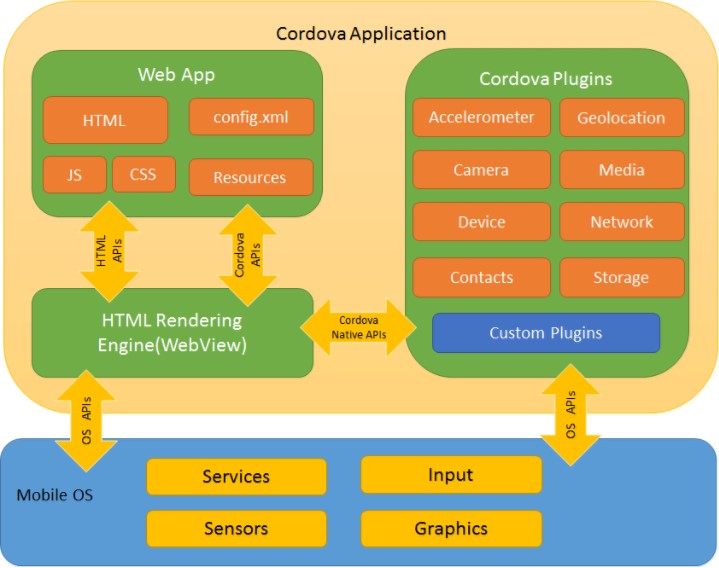 Cordova Application
Web App
HTML
config.xml
JS
CSS
Resources
HTML
APIs
Cordova
APIs
HTML Rendering
Engine(WebView)
Cordova
Native APIs
Cordova Plugins
Accelerometer
Geolocation
Camera
Media
Device
Network
Contacts
Storage
Custom Plugins
OS APIs
OS APIs
Mobile OS
Services
Input
Sensors
Graphics